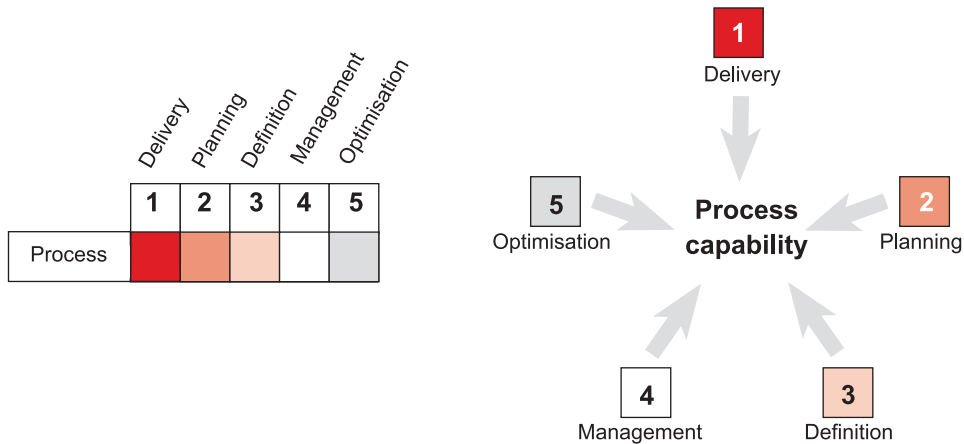 Delivery
Planning
Definition
Management
Optimisation
1 2 3 4 5
Process
1
Delivery
5
Optimisation
Process
capability
2
Planning
4
Management
3
Definition